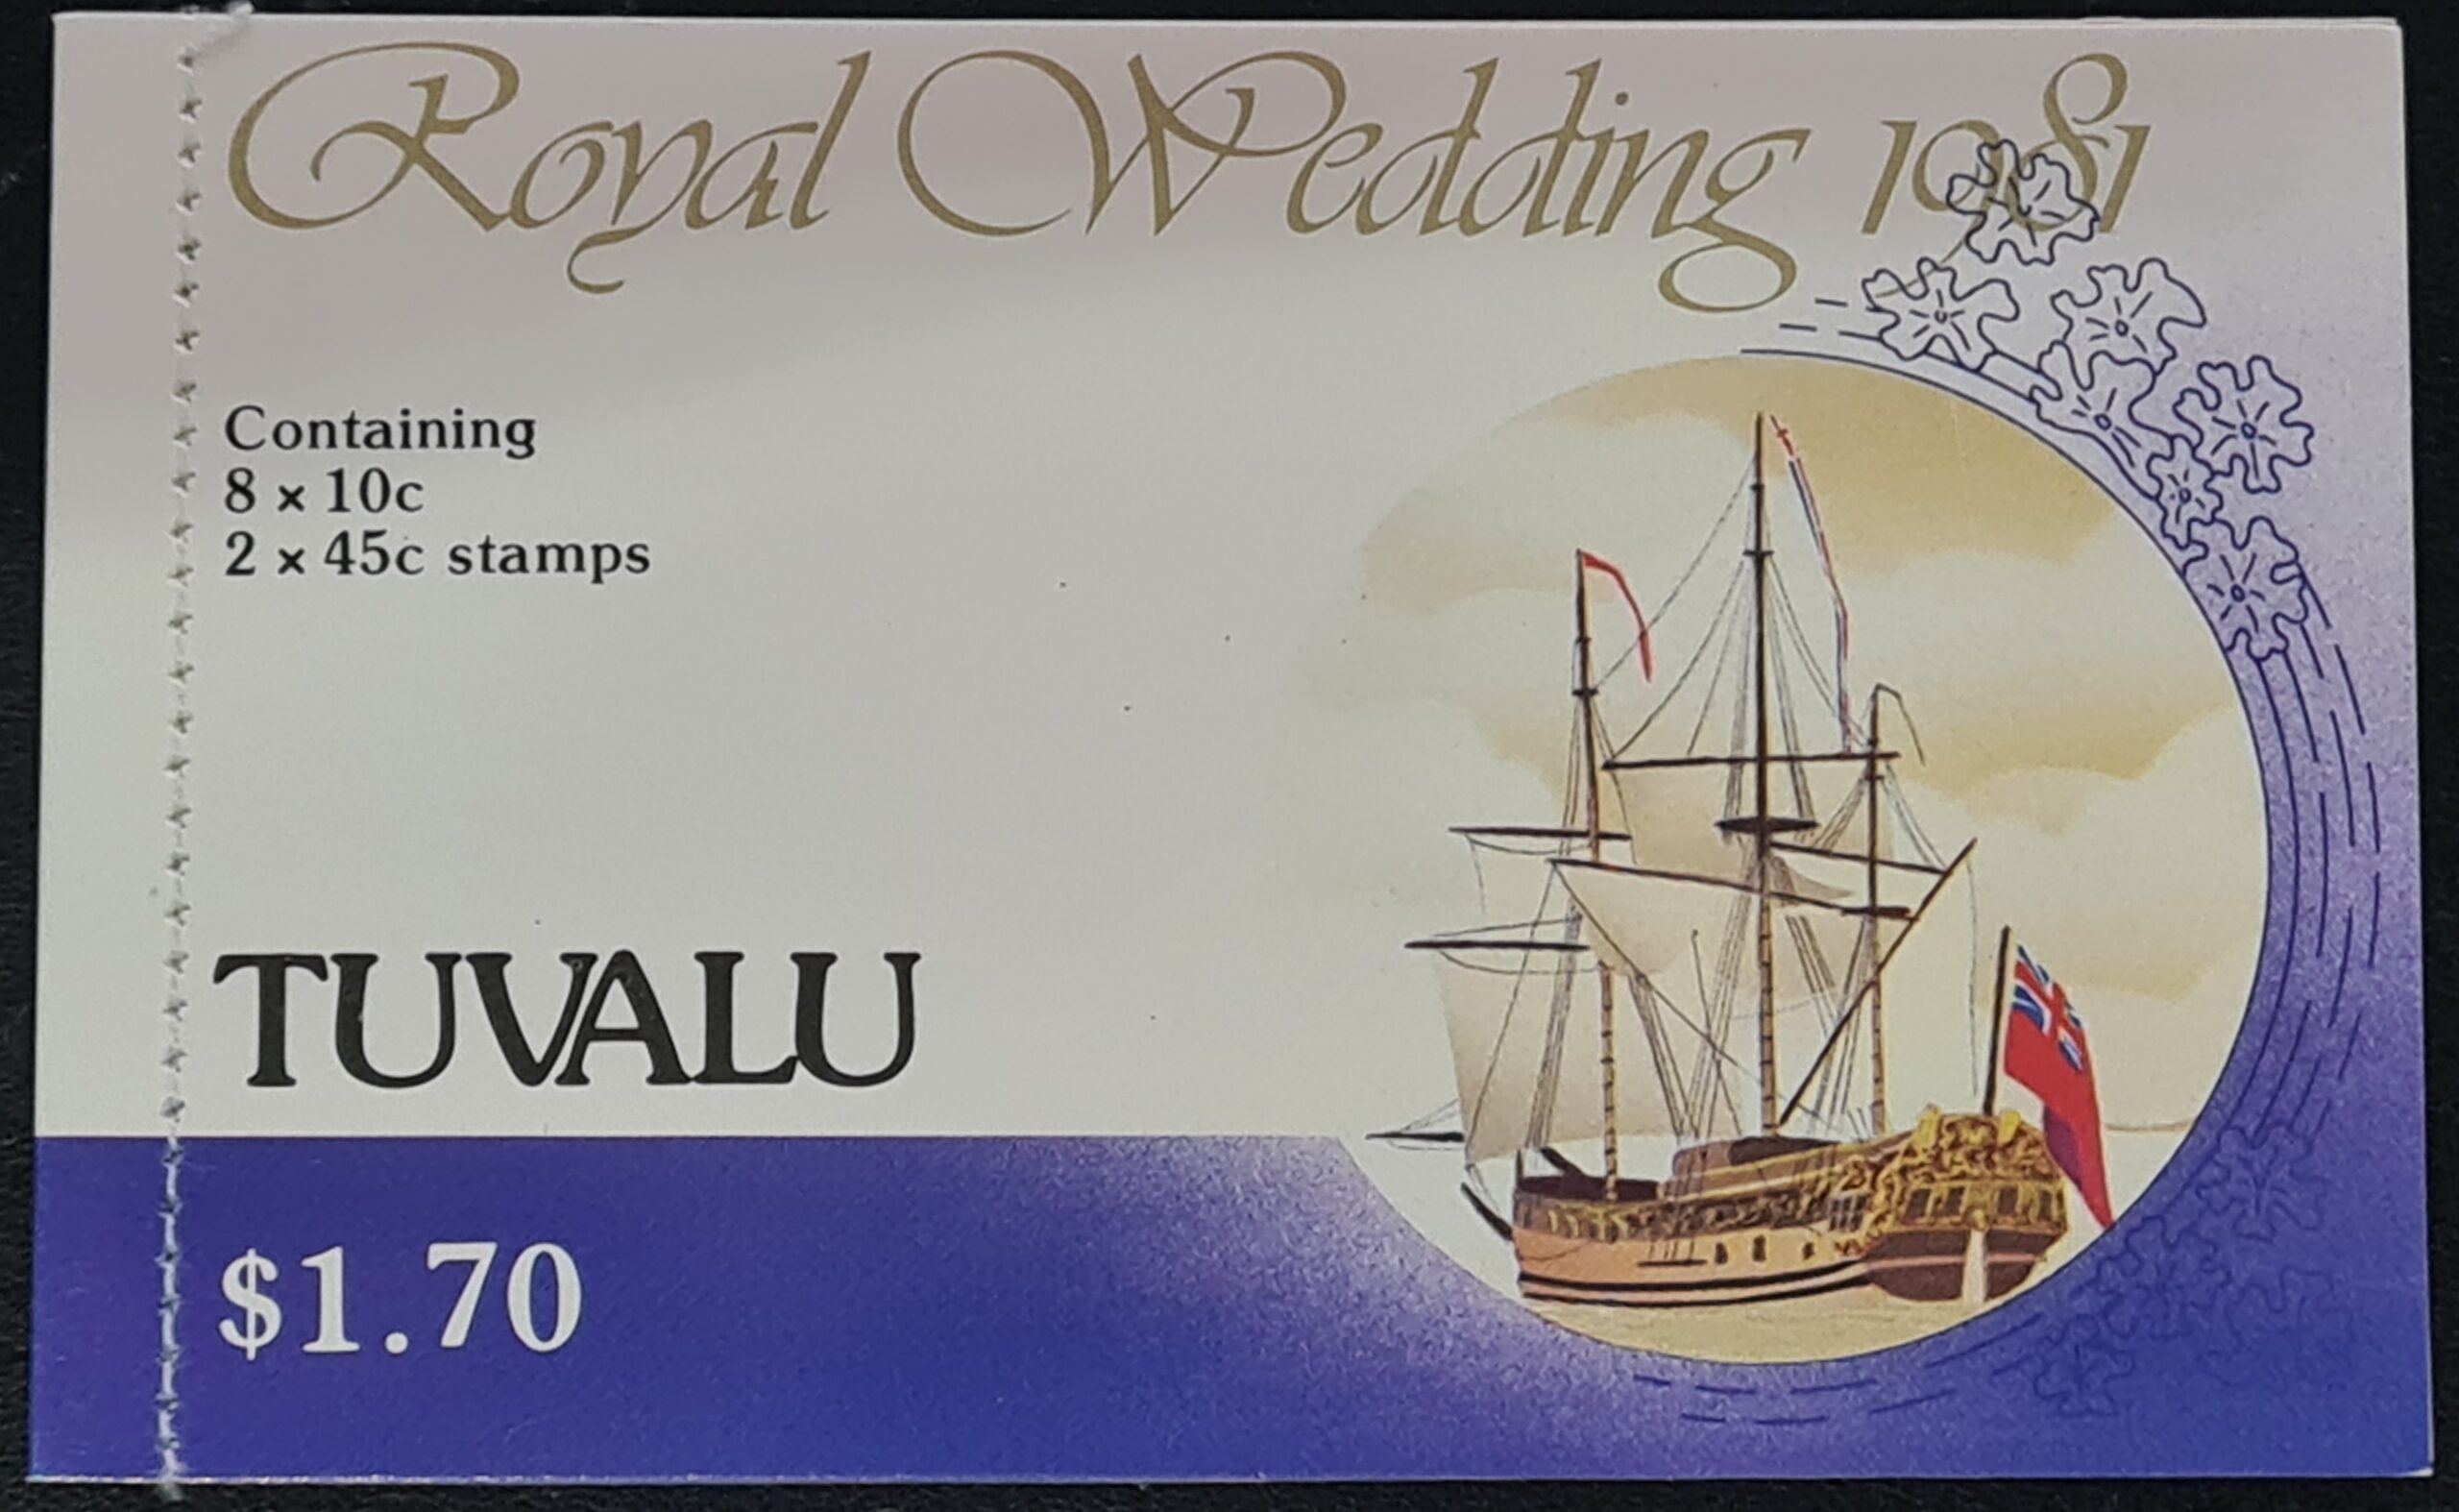 Royal Wedding 1981
Containing
8 × 10c
2 × 45c stamps
TUVALU
$1.70